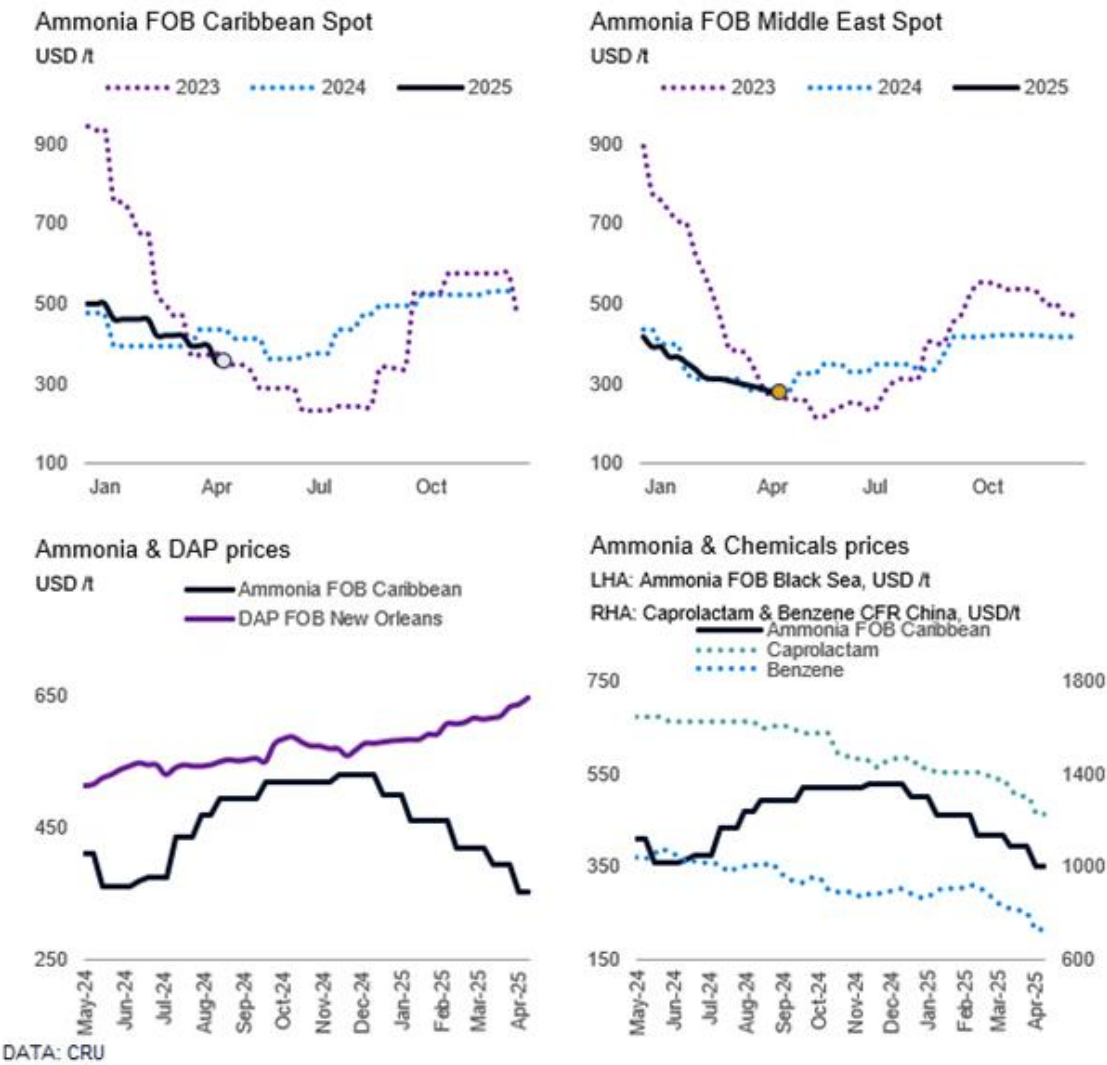 Ammonia FOB Caribbean Spot
USD /t
2023 2024 2025
900
700
500
300
100
Jan Apr Jul Oct
Ammonia FOB Middle East Spot
USD /t
2023 2024 2025
900
700
500
300
100
Jan Apr Jul Oct
Ammonia & DAP prices
USD /t
Ammonia FOB Caribbean
DAP FOB New Orleans
650
450
250
May-24 Jun-24 Jul-24 Aug-24 Sep-24 Oct-24 Nov-24 Dec-24 Jan-25 Feb-25 Mar-25 Apr-25
Ammonia & Chemicals prices
LHA: Ammonia FOB Black Sea, USD /t
RHA: Caprolactam & Benzene CFR China, USD/t
Ammonia FOB Caribbean
Caprolactam
Benzene
750 1800
550 1400
350 1000
150 600
May-24 Jun-24 Jul-24 Aug-24 Sep-24 Oct-24 Nov-24 Dec-24 Jan-25 Feb-25 Mar-25 Apr-25
DATA: CRU